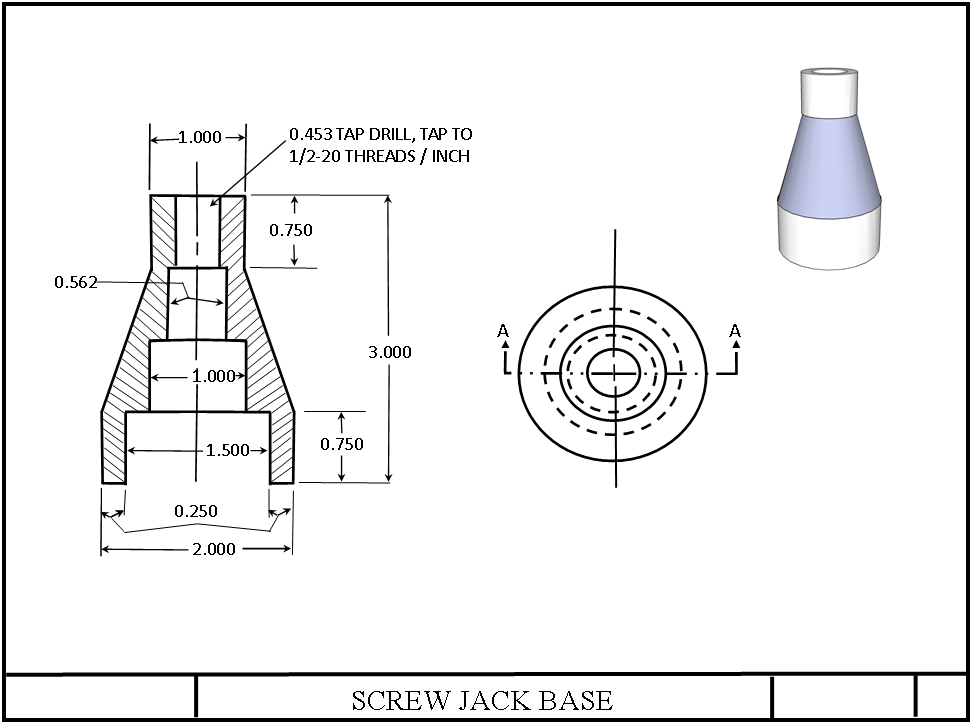 1.000
0.453 TAP DRILL, TAP TO
1/2-20 THREADS / INCH
0.750
0.562
3.000
1.000
1.500
0.750
0.250
2.000
A
A
SCREW JACK BASE